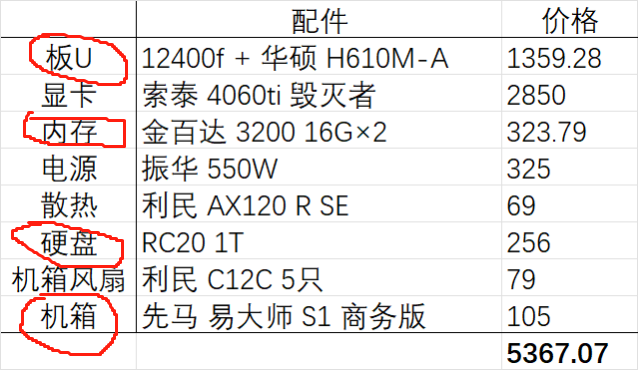 配件 价格
板U 12400f + 华硕 H610M-A 1359.28
显卡 索泰 4060ti 毁灭者 2850
内存 金百达 3200 16G×2 323.79
电源 振华 550W 325
散热 利民 AX120 R SE 69
硬盘 RC20 1T 256
机箱风扇 利民 C12C 5只 79
机箱 先马 易大师 S1 商务版 105
5367.07